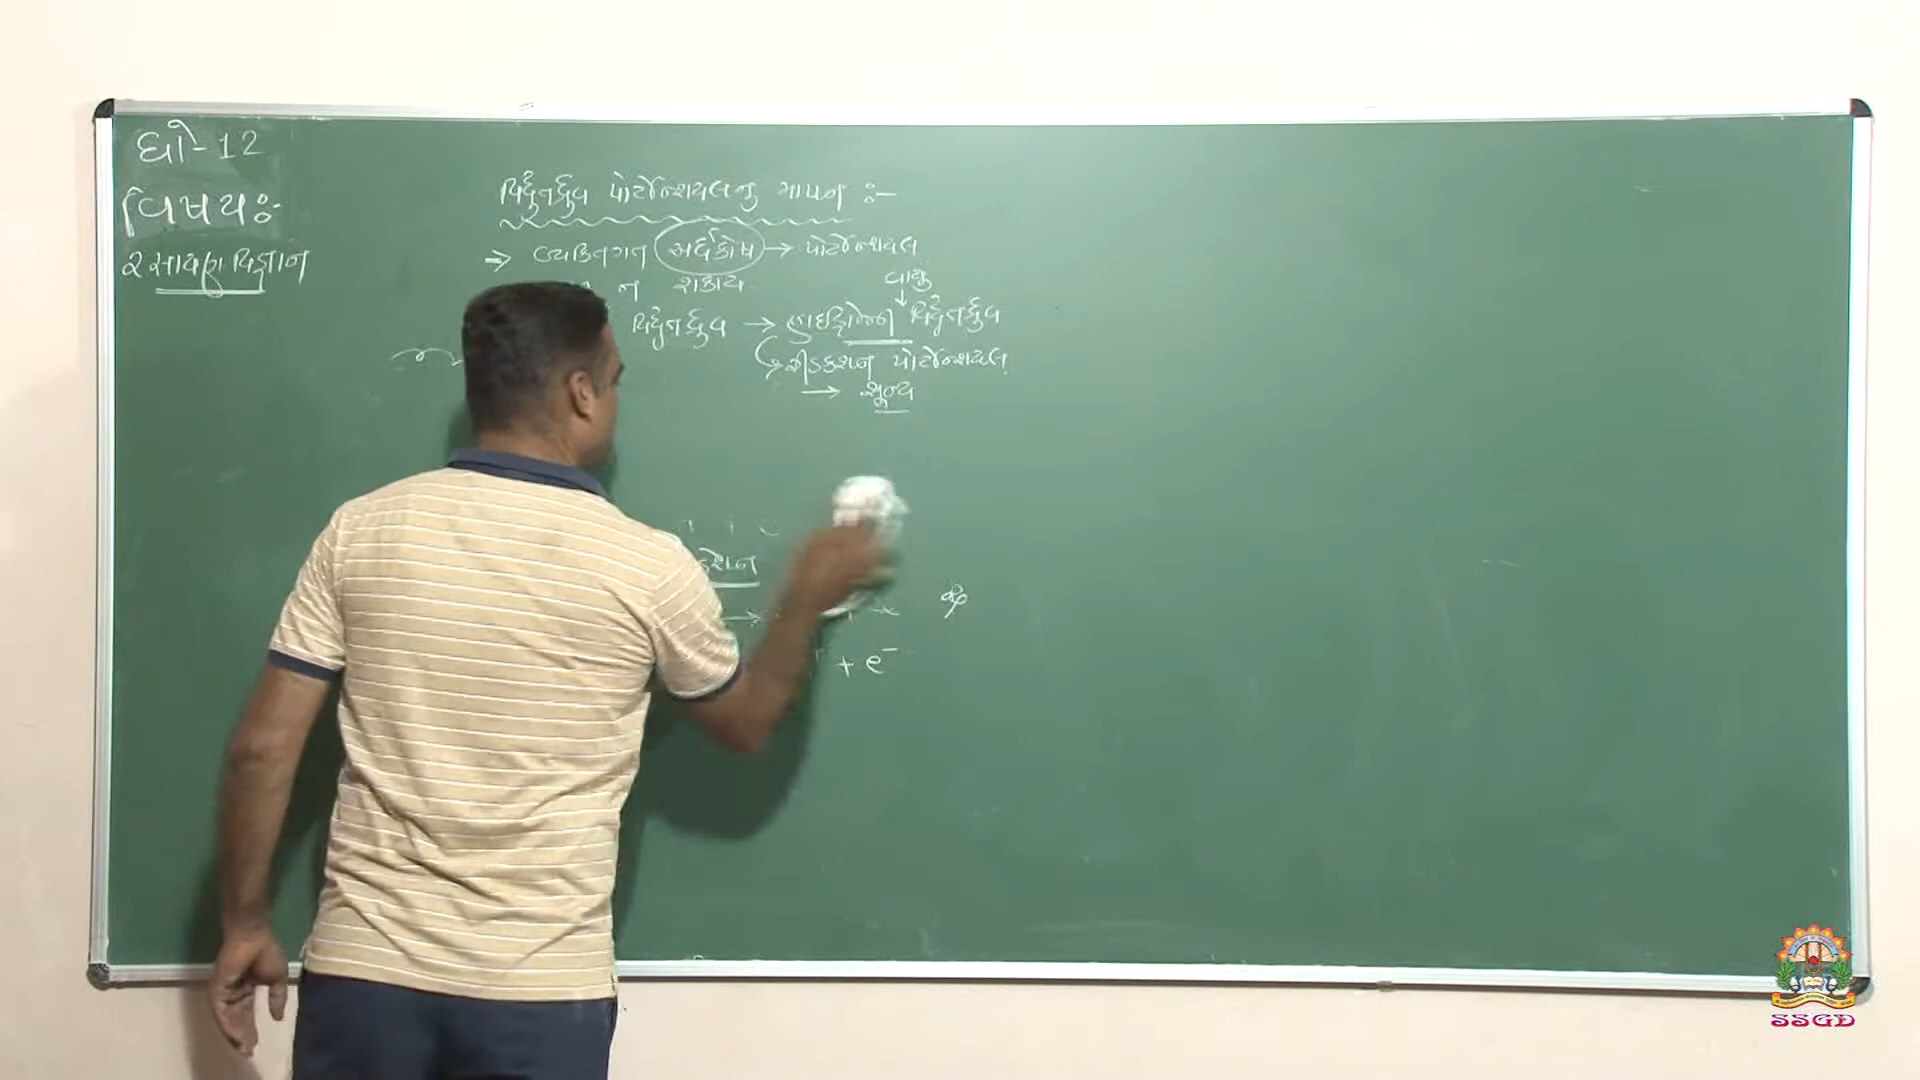 ધો-12
વિષય:-
રસાયણ વિજ્ઞાન
વિદ્યુતધ્રુવ પોટેન્શિયલનું માપન :-
⇒ વ્યક્તિગત અર્ધકોષ → પોટેન્શિયલ
ન શકાય
વાયુ
↓
વિદ્યુતધ્રુવ → હાઈડ્રોજન વિદ્યુતધ્રુવ
રીડક્શન પોટેન્શિયલ
→ શૂન્ય
+ e⁻
SSGD